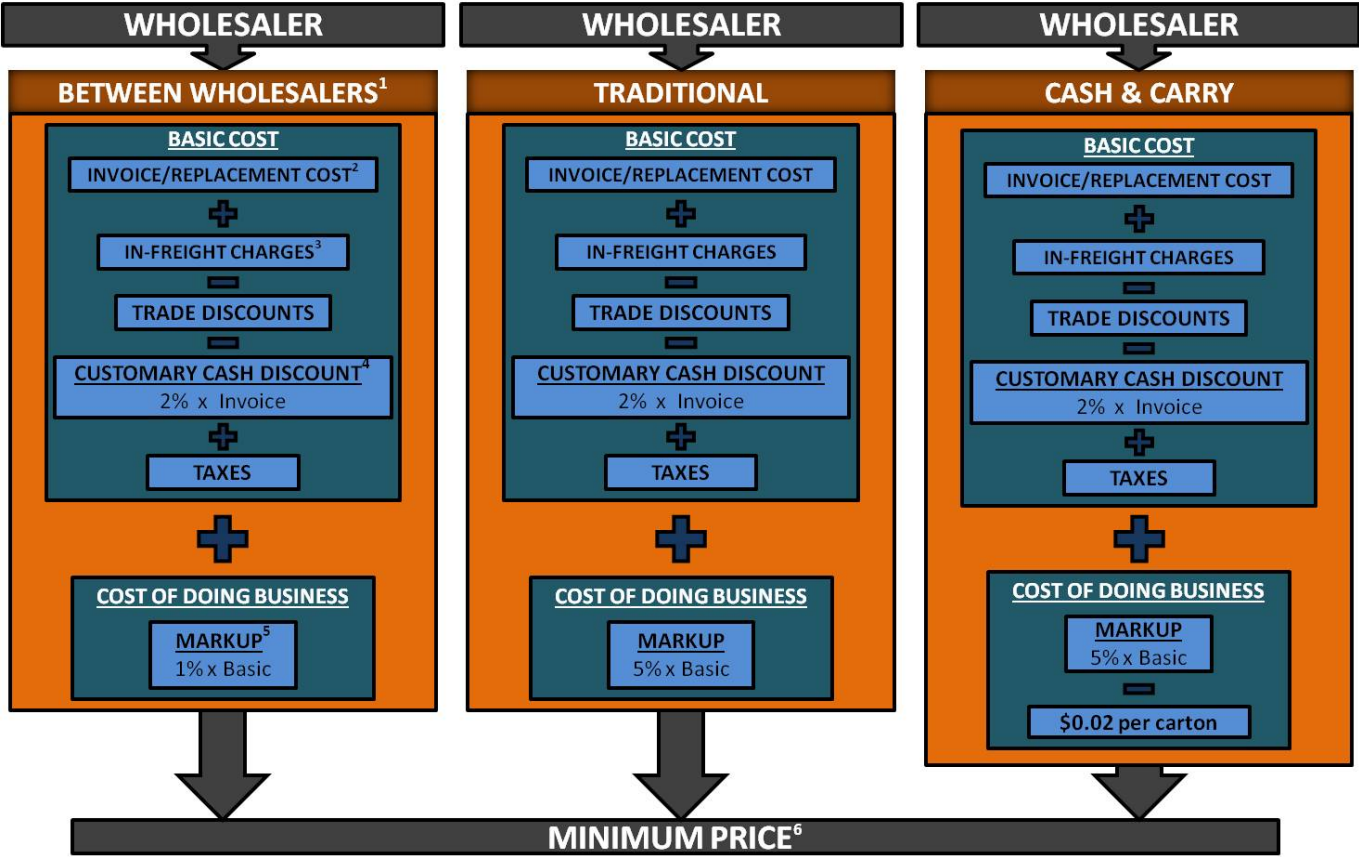 WHOLESALER
BETWEEN WHOLESALERS¹
BASIC COST
INVOICE/REPLACEMENT COST²
IN-FREIGHT CHARGES³
TRADE DISCOUNTS
CUSTOMARY CASH DISCOUNT⁴
2% x Invoice
TAXES
COST OF DOING BUSINESS
MARKUP⁵
1% x Basic
WHOLESALER
TRADITIONAL
BASIC COST
INVOICE/REPLACEMENT COST
IN-FREIGHT CHARGES
TRADE DISCOUNTS
CUSTOMARY CASH DISCOUNT
2% x Invoice
TAXES
COST OF DOING BUSINESS
MARKUP
5% x Basic
WHOLESALER
CASH & CARRY
BASIC COST
INVOICE/REPLACEMENT COST
IN-FREIGHT CHARGES
TRADE DISCOUNTS
CUSTOMARY CASH DISCOUNT
2% x Invoice
TAXES
COST OF DOING BUSINESS
MARKUP
5% x Basic
$0.02 per carton
MINIMUM PRICE⁶